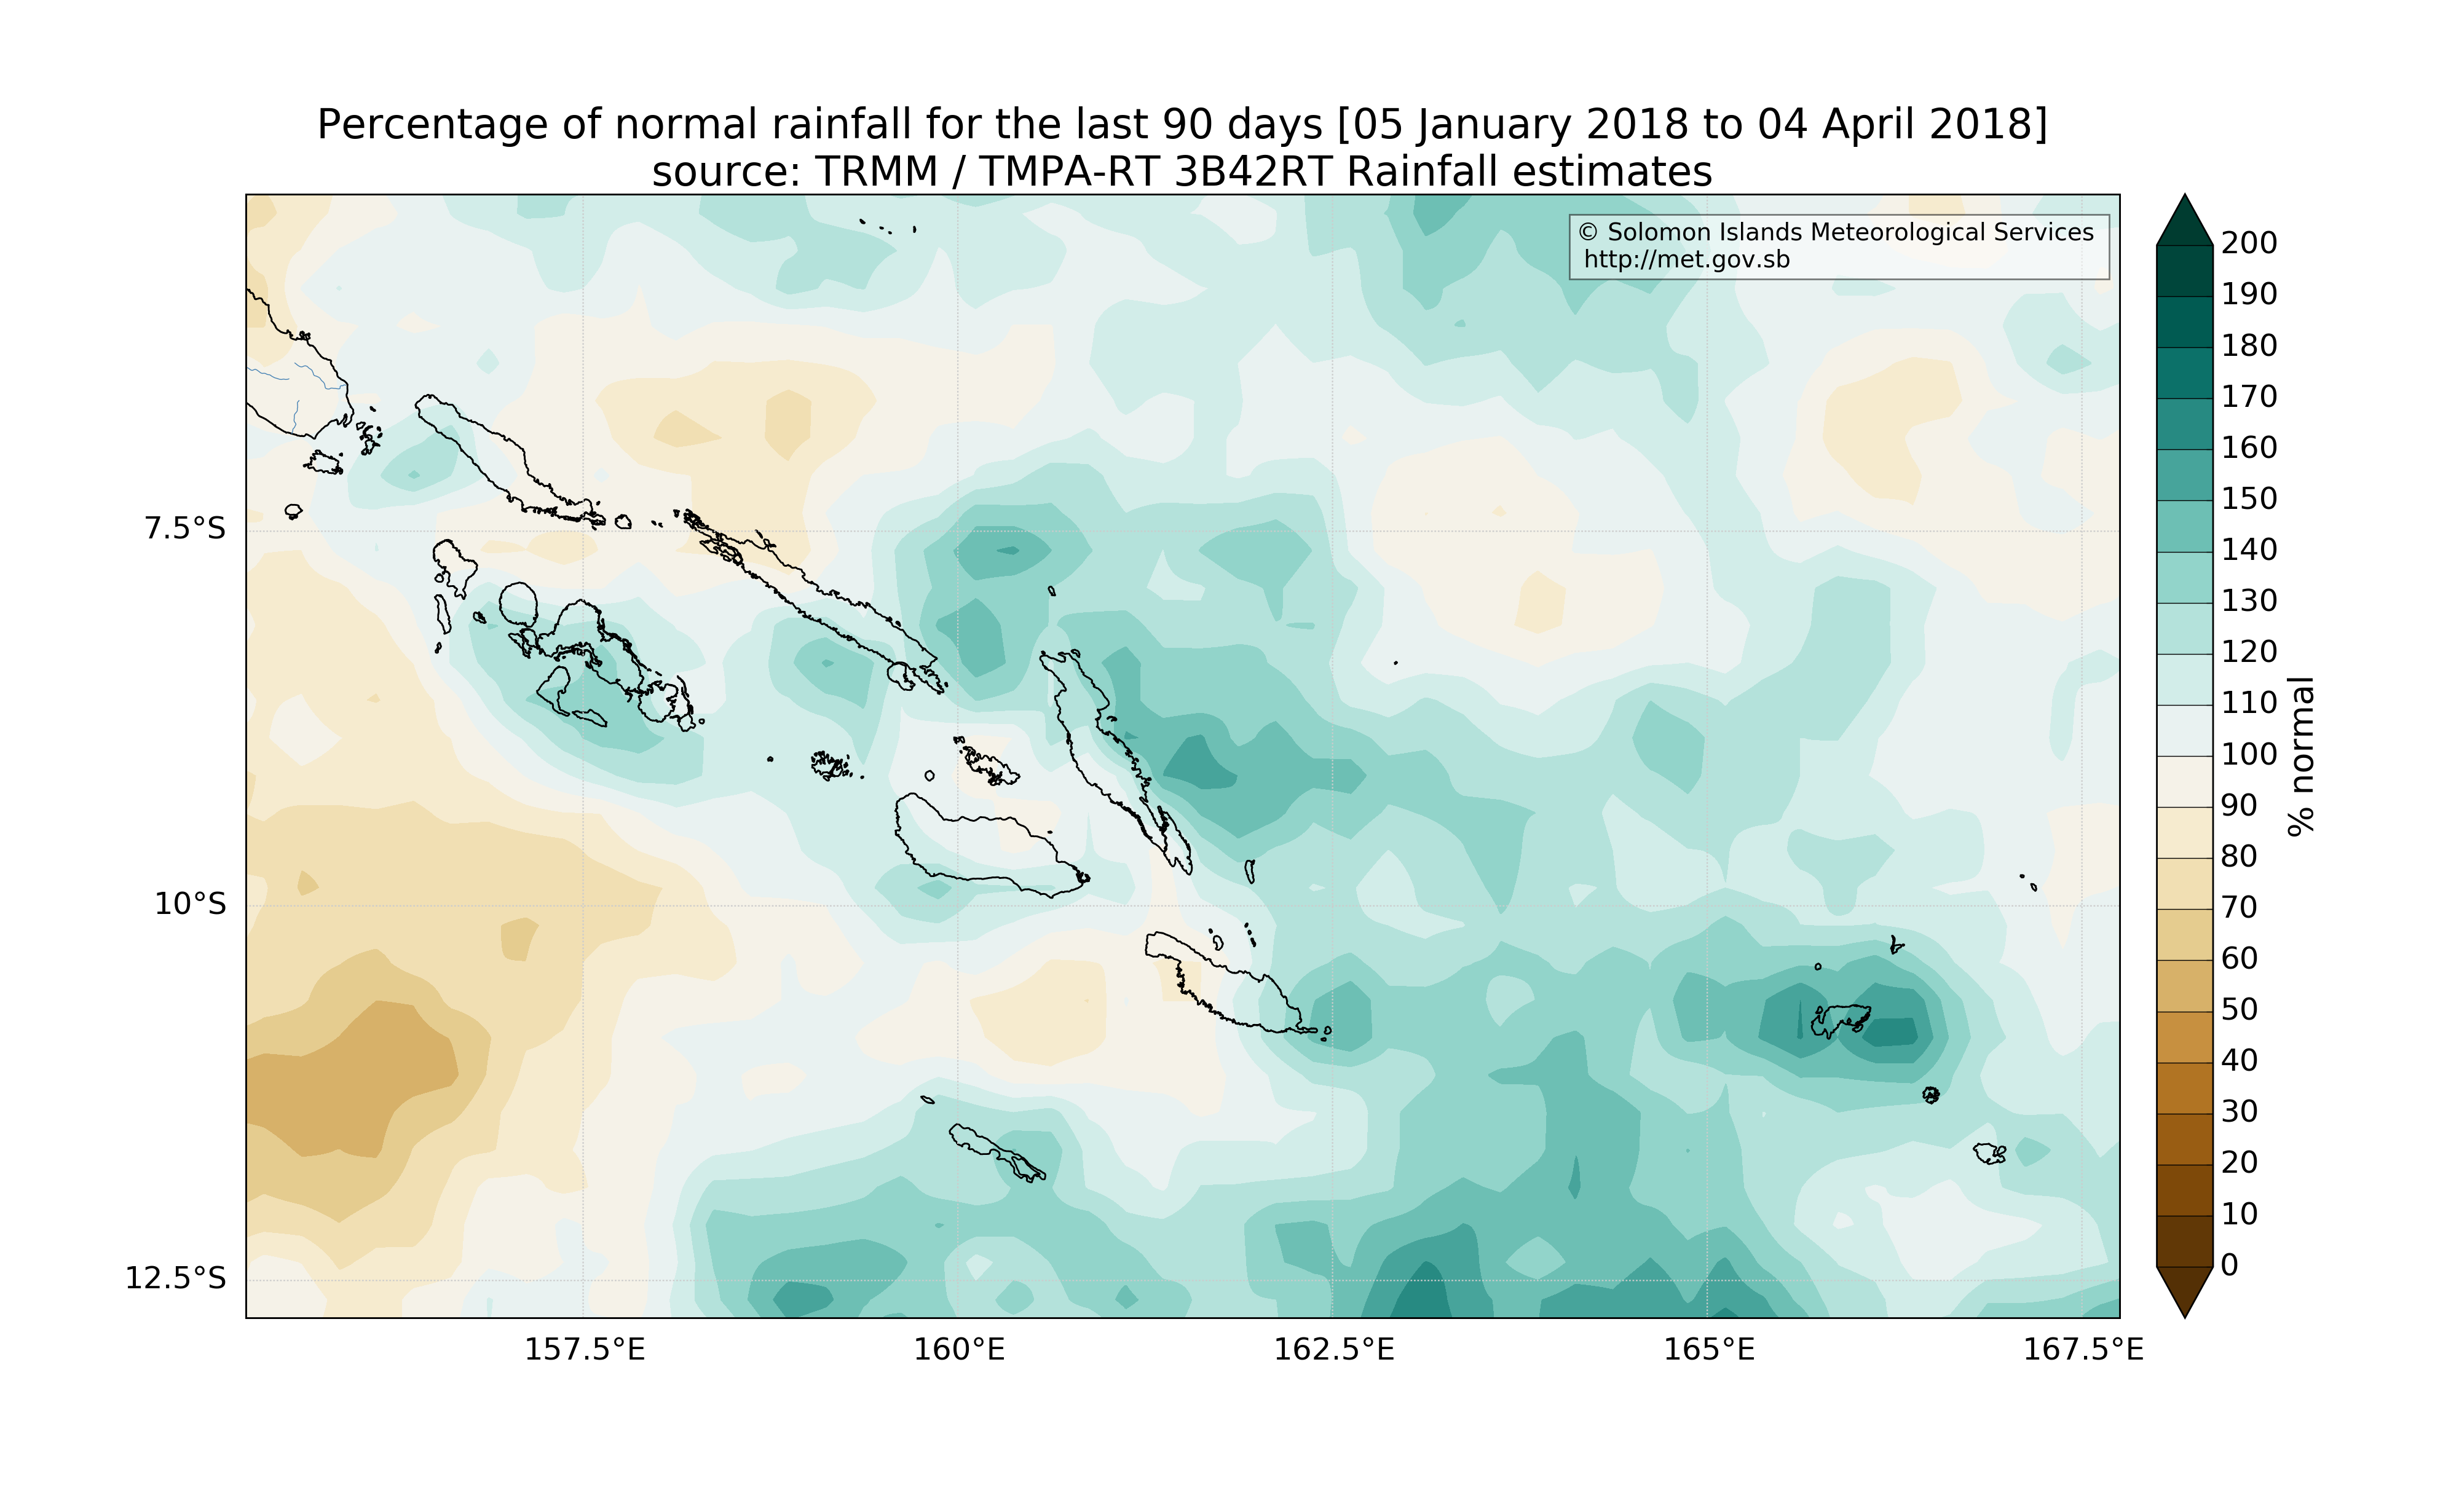 Percentage of normal rainfall for the last 90 days [05 January 2018 to 04 April 2018]
source: TRMM / TMPA-RT 3B42RT Rainfall estimates
© Solomon Islands Meteorological Services
http://met.gov.sb
7.5°S
10°S
12.5°S
157.5°E
160°E
162.5°E
165°E
167.5°E
200
190
180
170
160
150
140
130
120
110
100
90
80
70
60
50
40
30
20
10
0
% normal